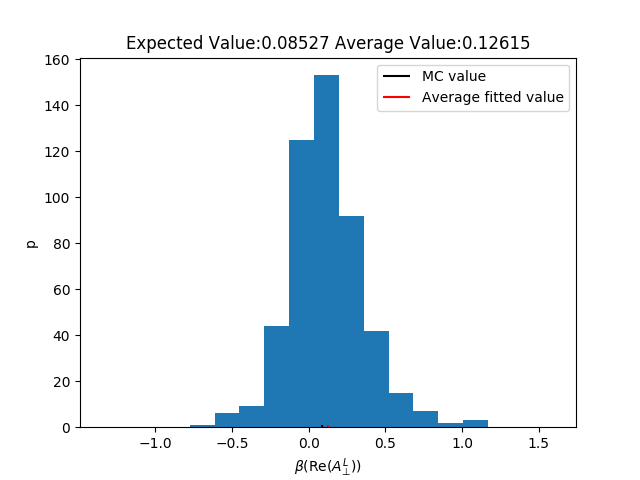 Expected Value:0.08527 Average Value:0.12615
MC value
Average fitted value
160
140
120
100
80
60
40
20
0
p
−1.0 −0.5 0.0 0.5 1.0 1.5
β(Re(A_⊥^L))